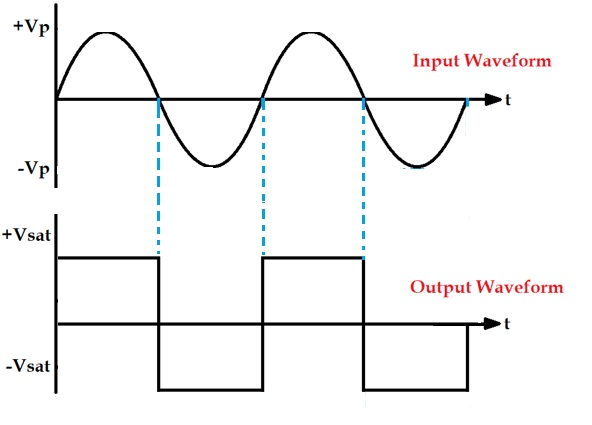 +Vp
Input Waveform
t
-Vp
+Vsat
Output Waveform
t
-Vsat